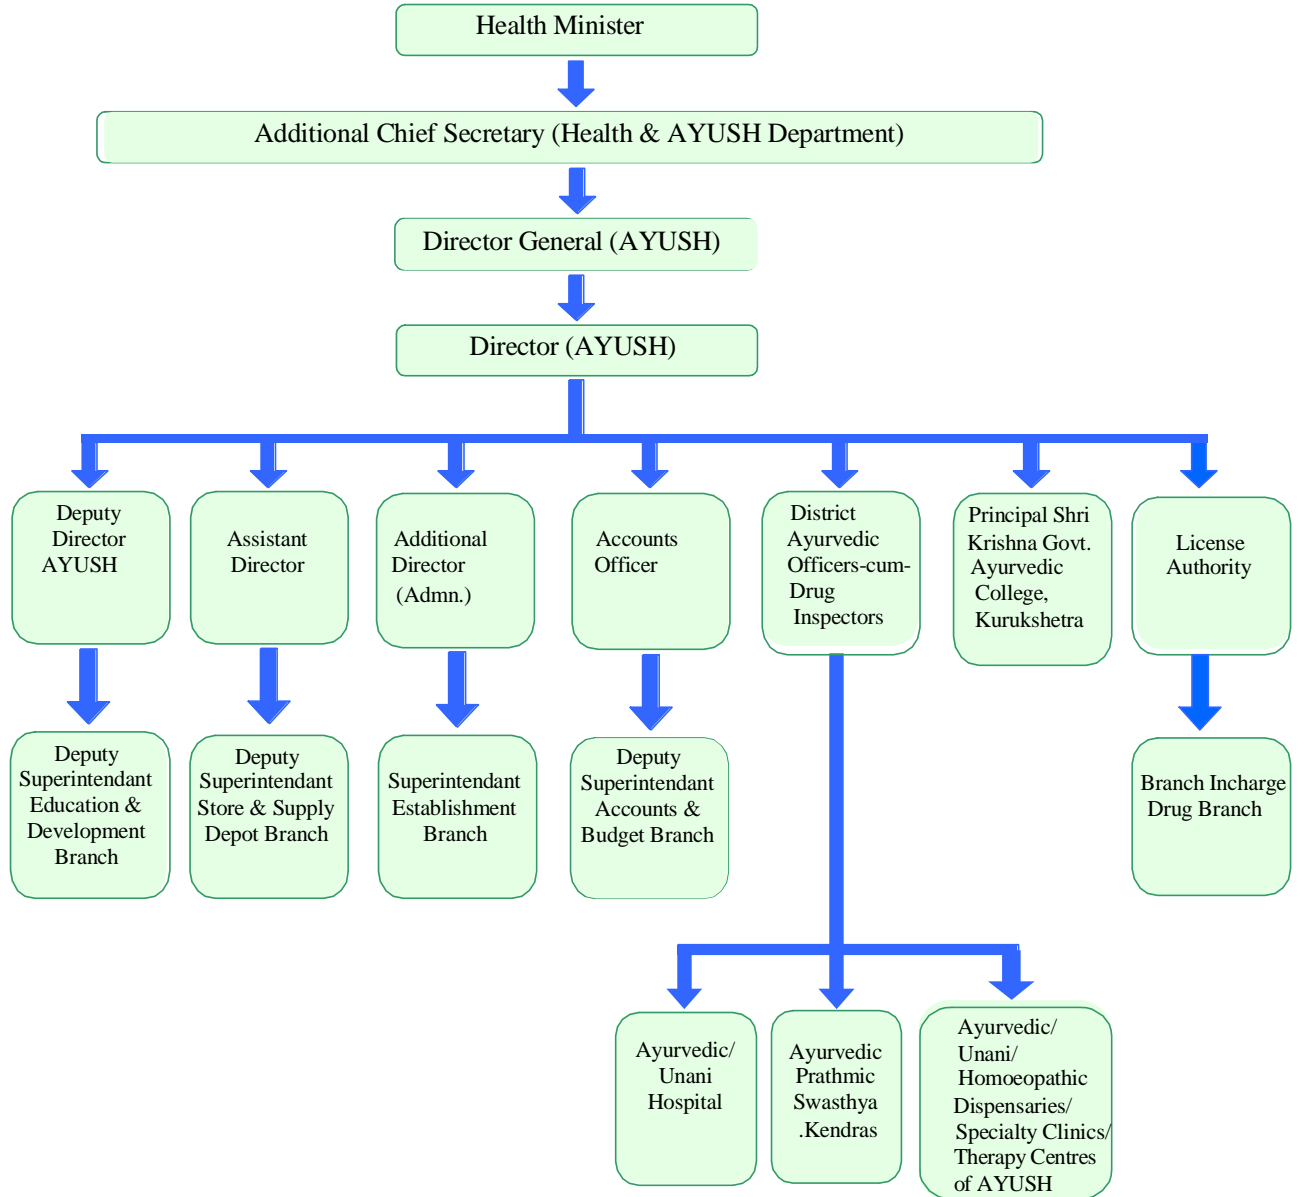 Health Minister
Additional Chief Secretary (Health & AYUSH Department)
Director General (AYUSH)
Director (AYUSH)
Deputy
Director
AYUSH
Assistant
Director
Additional
Director
(Admn.)
Accounts
Officer
District
Ayurvedic
Officers-cum-
Drug
Inspectors
Principal Shri
Krishna Govt.
Ayurvedic
College,
Kurukshetra
License
Authority
Deputy
Superintendant
Education &
Development
Branch
Deputy
Superintendant
Store & Supply
Depot Branch
Superintendant
Establishment
Branch
Deputy
Superintendant
Accounts &
Budget Branch
Branch Incharge
Drug Branch
Ayurvedic/
Unani
Hospital
Ayurvedic
Prathmic
Swasthya
.Kendras
Ayurvedic/
Unani/
Homoeopathic
Dispensaries/
Specialty Clinics/
Therapy Centres
of AYUSH